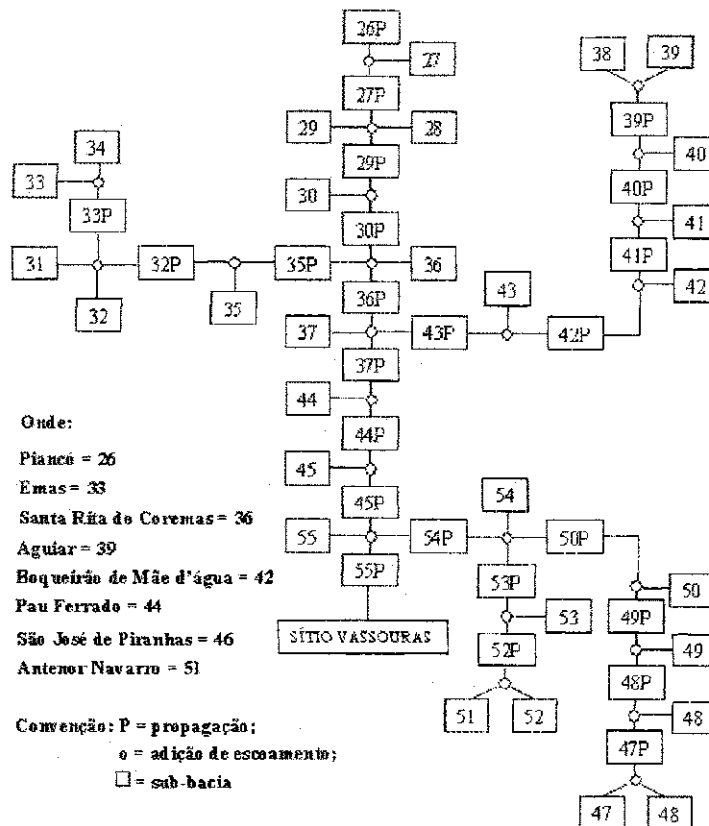 26P
27
27P
29
28
29P
30
30P
38
39
39P
40
40P
41
41P
42
34
33
33P
31
32P
35P
36
32
35
36P
43
37
43P
42P
37P
44
44P
45
45P
55
54P
54
50P
55P
53P
50
SÍTIO VASSOURAS
53
49P
52P
49
48P
51
52
48
47P
47
48
Onde:
Piancó = 26
Emas = 33
Santa Rita do Coremas = 36
Aguiar = 39
Boqueirão de Mãe d'água = 42
Pau Ferrado = 44
São José de Piranhas = 46
Antenor Navarro = 51
Convenção: P = propagação;
o = adição de escoamento;
= sub-bacia